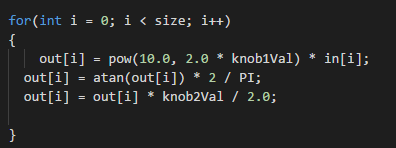 for(int i = 0; i < size; i++)
{
out[i] = pow(10.0, 2.0 * knob1Val) * in[i];
out[i] = atan(out[i]) * 2 / PI;
out[i] = out[i] * knob2Val / 2.0;
}